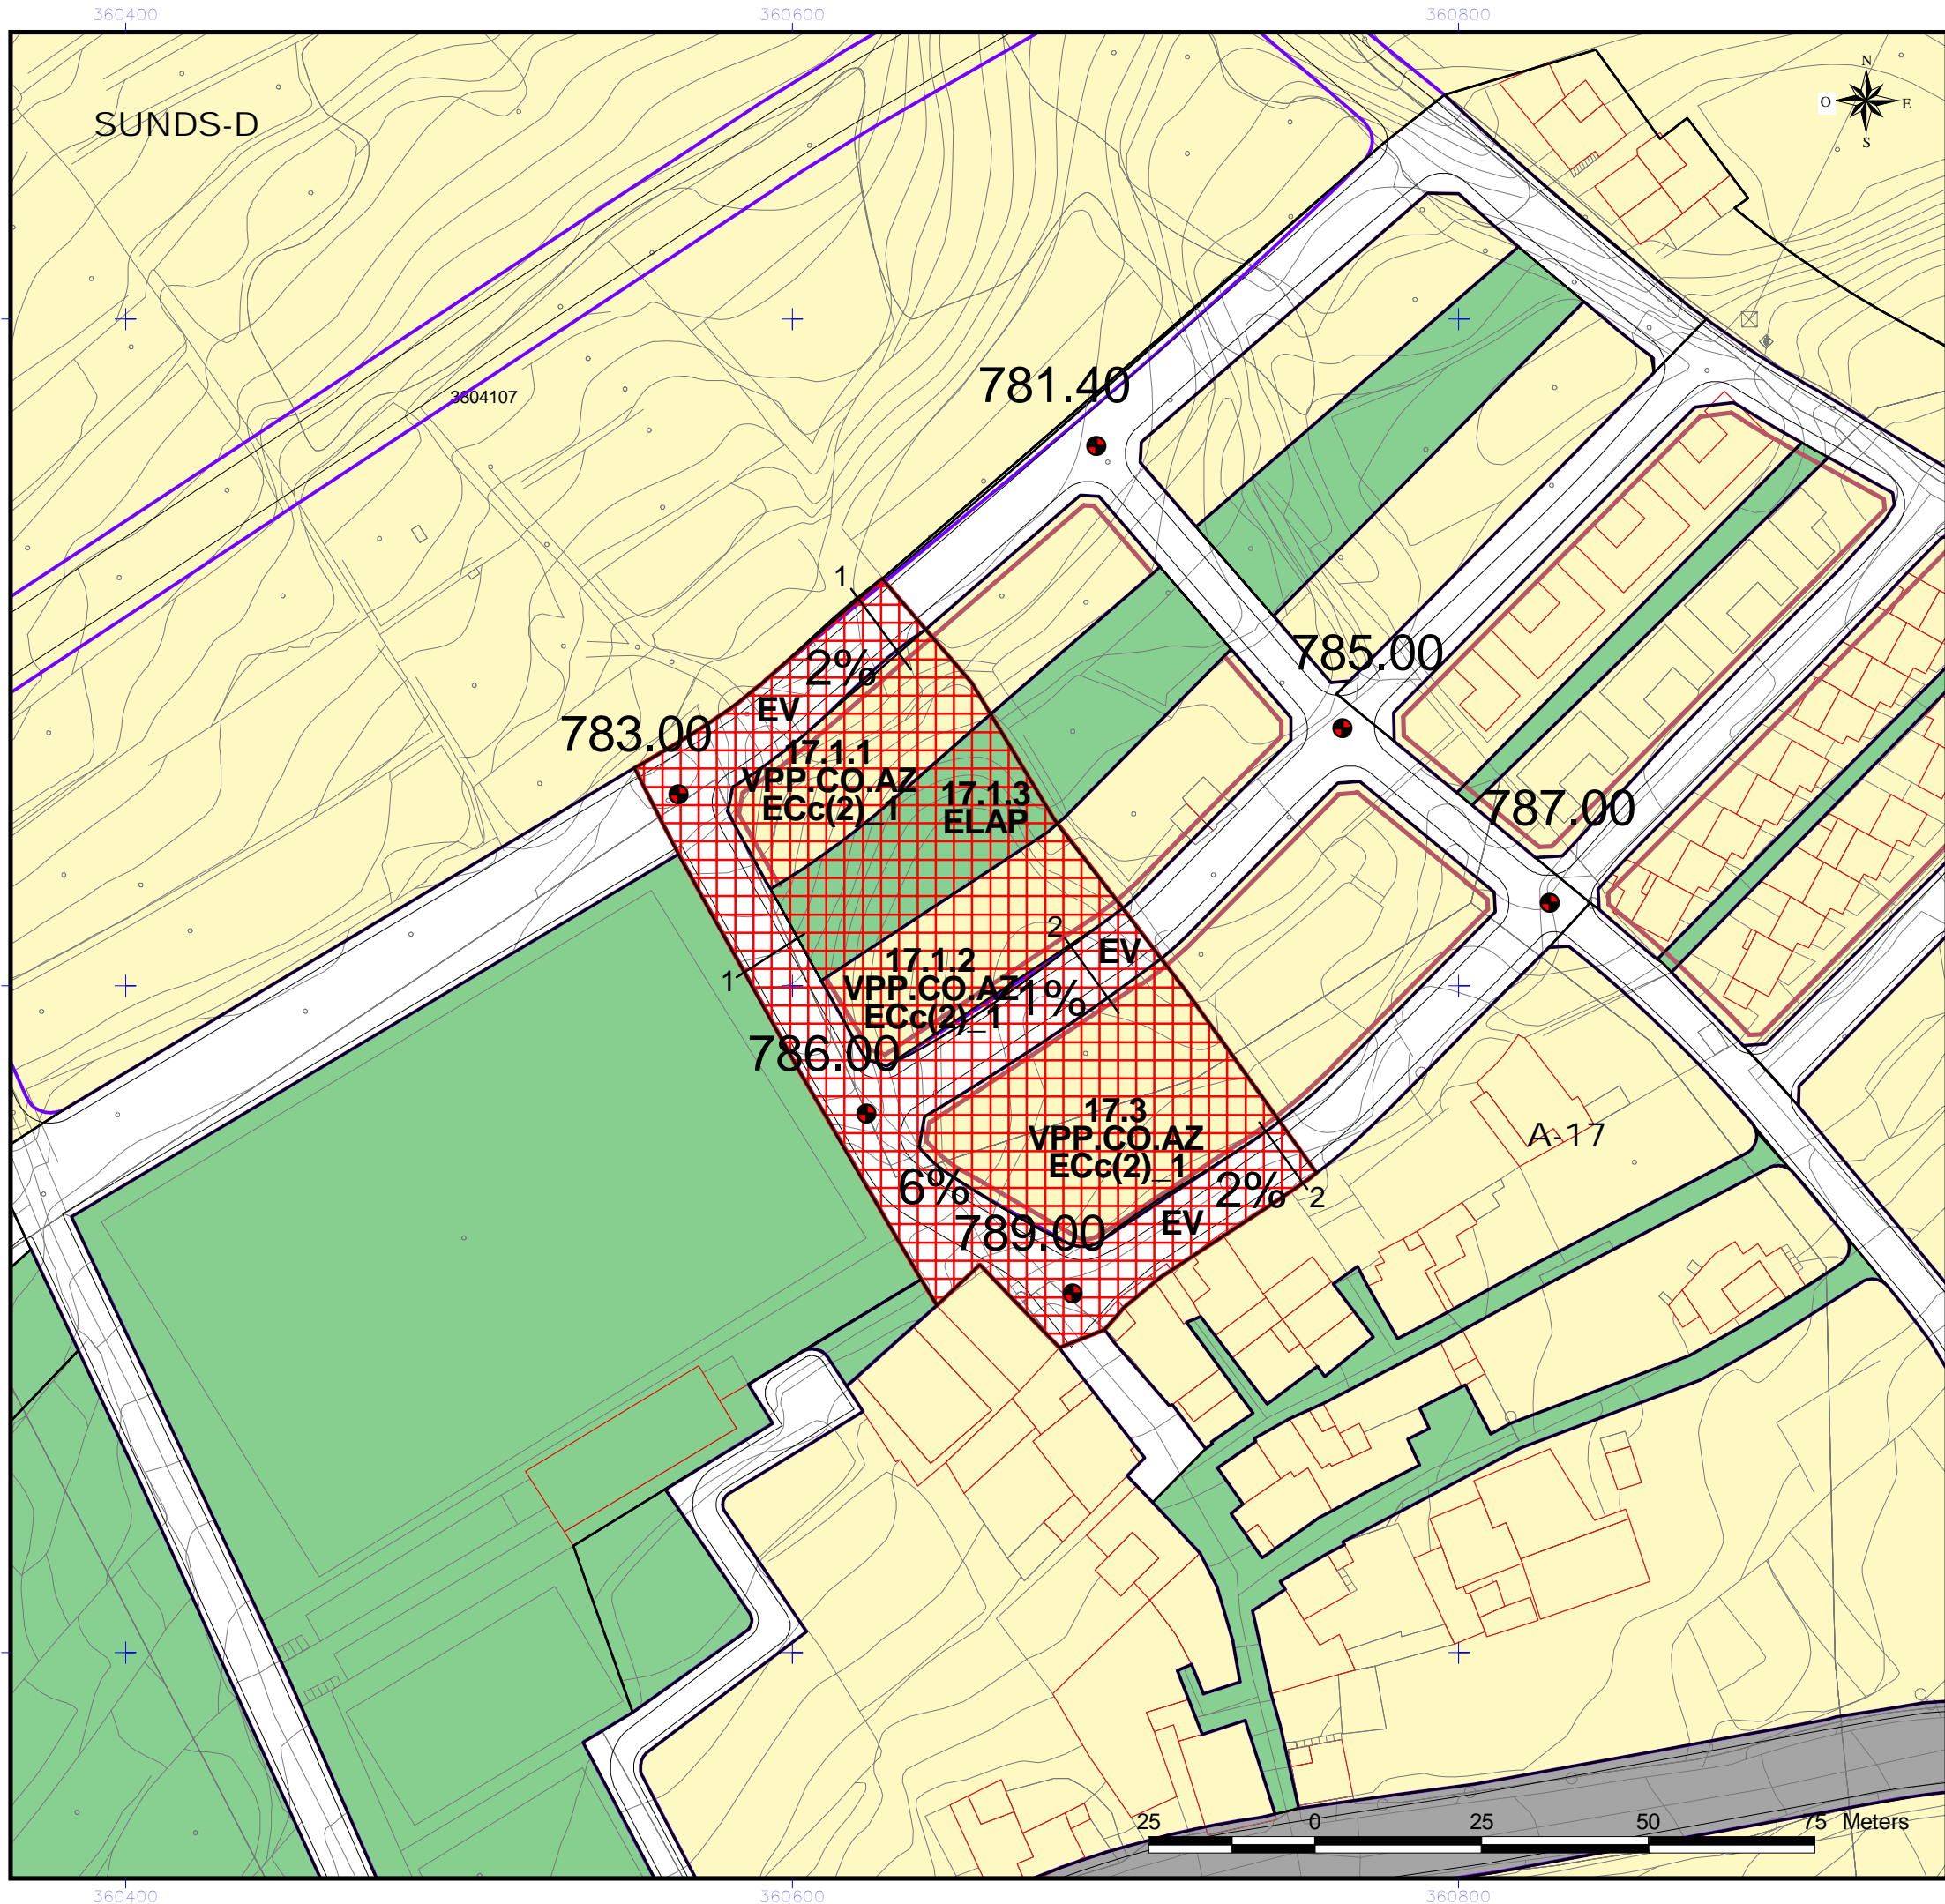 360400
360600
360800
SUNDS-D
N
O
E
S
3804107
781.40
1
2%
785.00
EV
783.00
17.1.1
VPP.CO.AZ
ECc(2)_1
17.1.3
ELAP
787.00
2
EV
1
17.1.2
VPP.CO.AZ
ECc(2)_1
1%
786.00
17.3
VPP.CO.AZ
ECc(2)_1
A-17
6%
2%
2
789.00
EV
25
0
25
50
75
Meters
360400
360600
360800